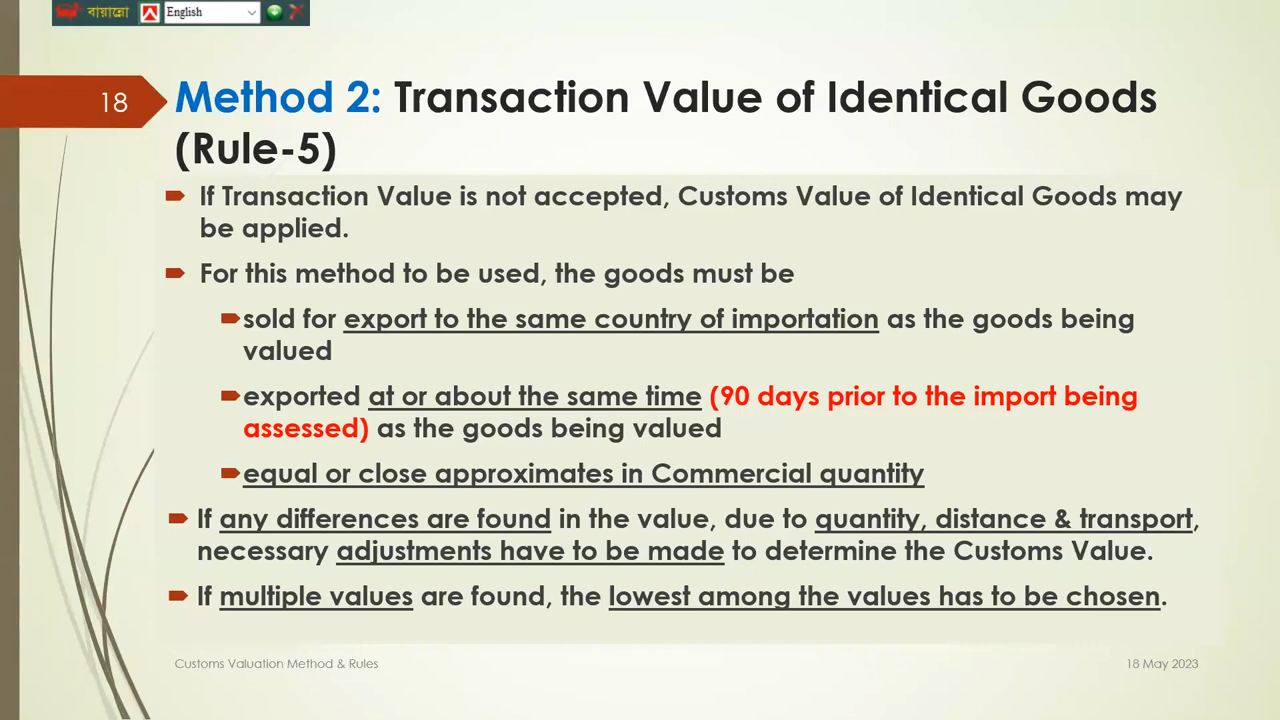 বায়ান্নো
English
18
Method 2: Transaction Value of Identical Goods
(Rule-5)
If Transaction Value is not accepted, Customs Value of Identical Goods may
be applied.
For this method to be used, the goods must be
sold for export to the same country of importation as the goods being
valued
exported at or about the same time (90 days prior to the import being
assessed) as the goods being valued
equal or close approximates in Commercial quantity
If any differences are found in the value, due to quantity, distance & transport,
necessary adjustments have to be made to determine the Customs Value.
If multiple values are found, the lowest among the values has to be chosen.
Customs Valuation Method & Rules
18 May 2023